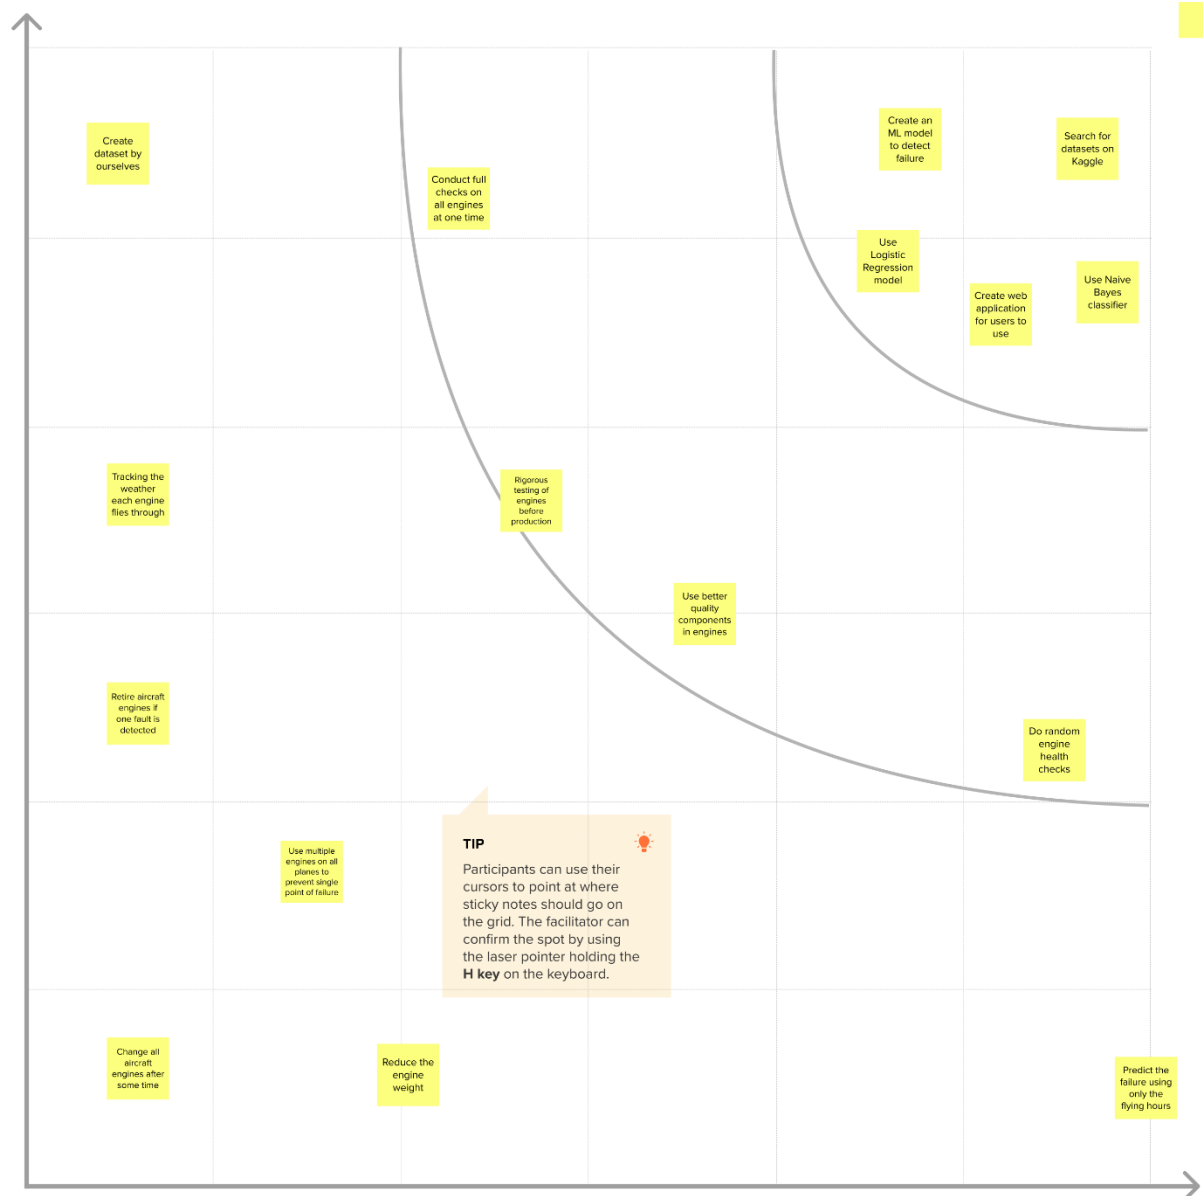 Create
dataset by
ourselves
Conduct full
checks on
all engines
at one time
Create an
ML model
to detect
failure
Search for
datasets on
Kaggle
Use
Logistic
Regression
model
Create web
application
for users to
use
Use Naive
Bayes
classifier
Tracking the
weather
each engine
flies through
Rigorous
testing of
engines
before
production
Use better
quality
components
in engines
Retire aircraft
engines if
one fault is
detected
Do random
engine
health
checks
Use multiple
engines on all
planes to
prevent single
point of failure
TIP
Participants can use their
cursors to point at where
sticky notes should go on
the grid. The facilitator can
confirm the spot by using
the laser pointer holding the
H key on the keyboard.
Change all
aircraft
engines after
some time
Reduce the
engine
weight
Predict the
failure using
only the
flying hours